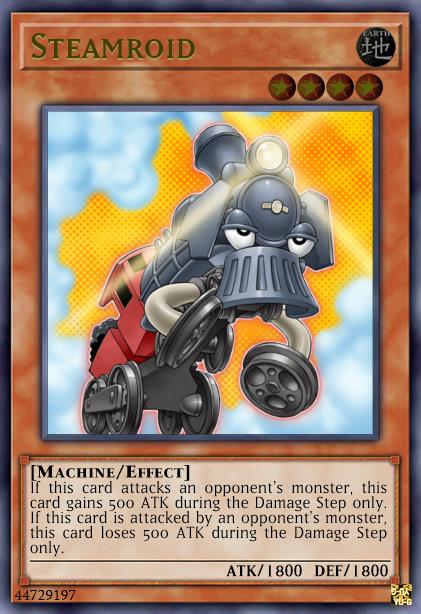 STEAMROID
EARTH
地
[MACHINE/EFFECT]
If this card attacks an opponent's monster, this
card gains 500 ATK during the Damage Step only.
If this card is attacked by an opponent's monster,
this card loses 500 ATK during the Damage Step
only.
ATK/1800 DEF/1800
44729197